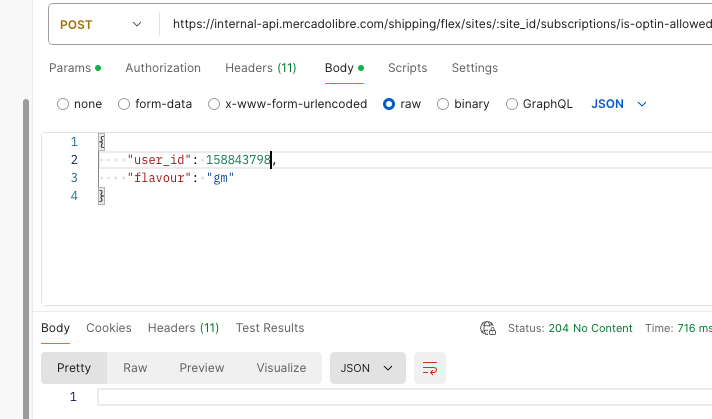 POST https://internal-api.mercadolibre.com/shipping/flex/sites/:site_id/subscriptions/is-optin-allowed
Params Authorization Headers (11) Body Scripts Settings
none form-data x-www-form-urlencoded raw binary GraphQL JSON
1 {
2 "user_id": 158843798,
3 "flavour": "gm"
4 }
Body Cookies Headers (11) Test Results Status: 204 No Content Time: 716 ms
Pretty Raw Preview Visualize JSON
1